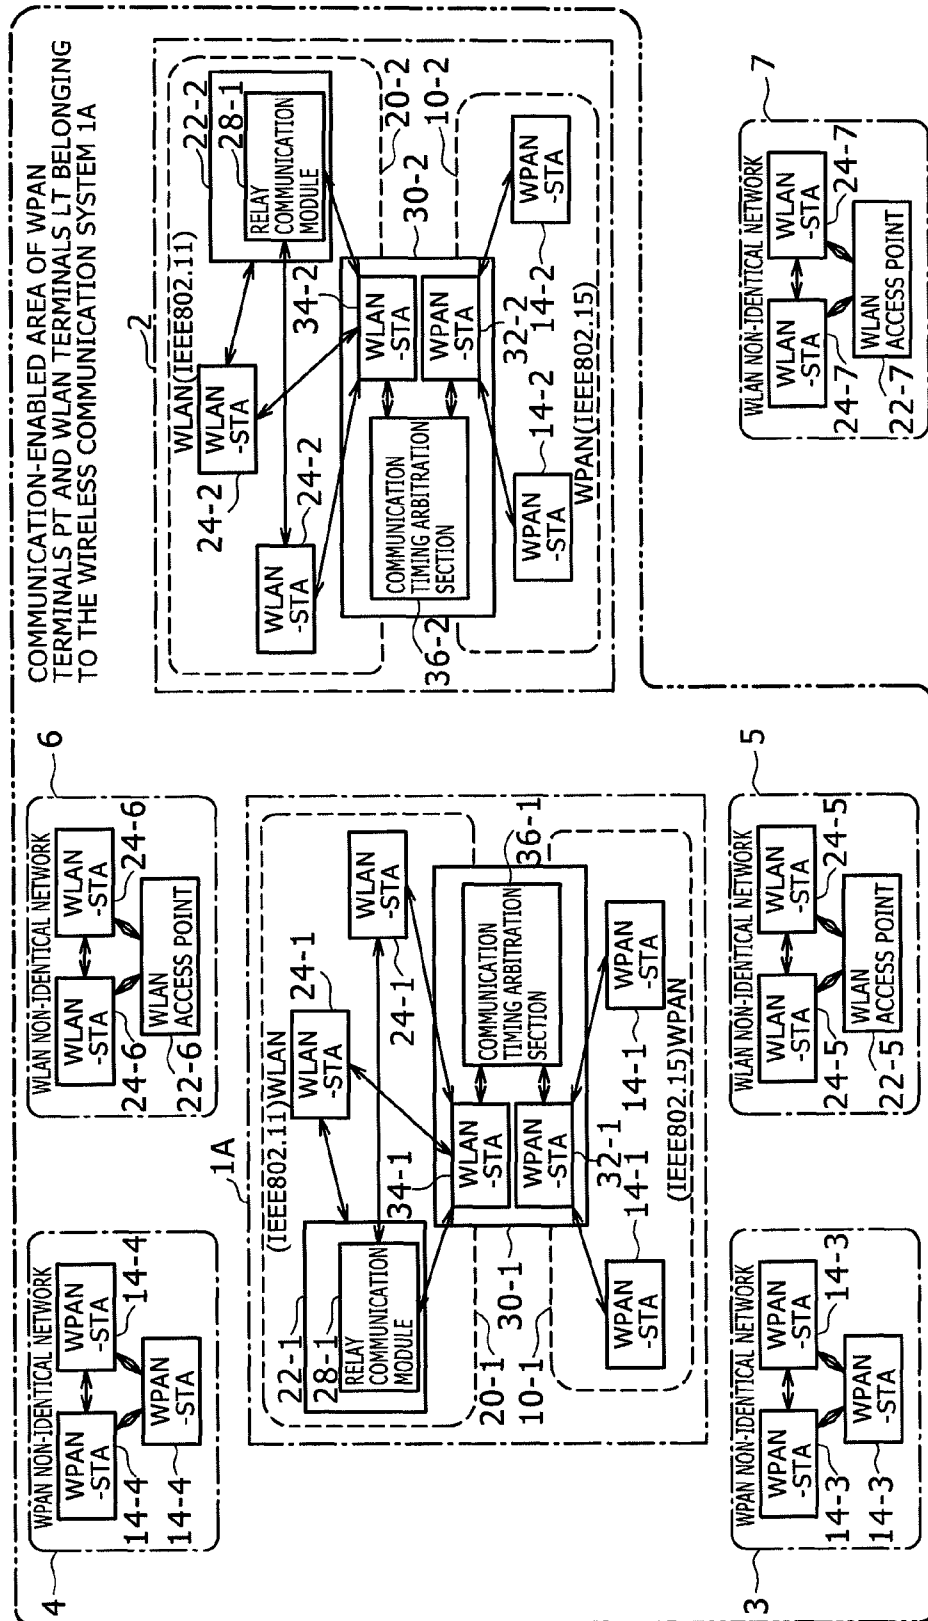 COMMUNICATION-ENABLED AREA OF WPAN
TERMINALS PT AND WLAN TERMINALS LT BELONGING
TO THE WIRELESS COMMUNICATION SYSTEM 1A
4
WPAN NON-IDENTICAL NETWORK
WPAN
-STA
WPAN
-STA
14-4
14-4
WPAN
-STA
14-4
6
WLAN NON-IDENTICAL NETWORK
WLAN
-STA
WLAN
-STA
24-6
24-6
WLAN
ACCESS POINT
22-6
1A
(IEEE802.11)WLAN
22-1
28-1
RELAY
COMMUNICATION
MODULE
WLAN
-STA
24-1
WLAN
-STA
24-1
34-1
WLAN
-STA
WPAN
-STA
32-1
COMMUNICATION
TIMING ARBITRATION
SECTION
36-1
20-1
30-1
10-1
WPAN
-STA
14-1
WPAN
-STA
14-1
(IEEE802.15)WPAN
2
WLAN(IEEE802.11)
24-2
WLAN
-STA
WLAN
-STA
24-2
22-2
28-1
RELAY
COMMUNICATION
MODULE
34-2
WLAN
-STA
WPAN
-STA
32-2
COMMUNICATION
TIMING ARBITRATION
SECTION
36-2
20-2
30-2
10-2
WPAN
-STA
14-2
WPAN
-STA
14-2
WPAN(IEEE802.15)
3
WPAN NON-IDENTICAL NETWORK
WPAN
-STA
WPAN
-STA
14-3
14-3
WPAN
-STA
14-3
5
WLAN NON-IDENTICAL NETWORK
WLAN
-STA
WLAN
-STA
24-5
24-5
WLAN
ACCESS POINT
22-5
7
WLAN NON-IDENTICAL NETWORK
WLAN
-STA
WLAN
-STA
24-7
24-7
WLAN
ACCESS POINT
22-7